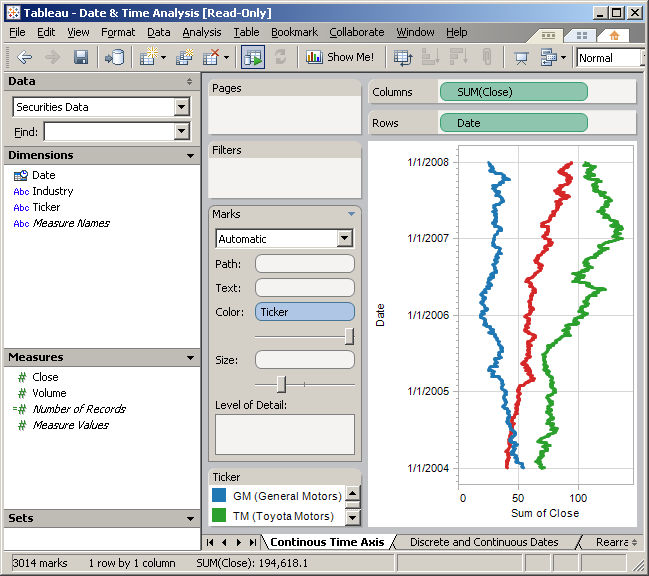 Tableau - Date & Time Analysis [Read-Only]
File Edit View Format Data Analysis Table Bookmark Collaborate Window Help
Show Me! Normal
Data
Securities Data
Find:
Dimensions
Date
Abc Industry
Abc Ticker
Abc Measure Names
Measures
# Close
# Volume
=# Number of Records
# Measure Values
Sets
Pages
Filters
Marks
Automatic
Path:
Text:
Color: Ticker
Size:
Level of Detail:
Ticker
GM (General Motors)
TM (Toyota Motors)
Columns SUM(Close)
Rows Date
1/1/2008
1/1/2007
1/1/2006
1/1/2005
1/1/2004
Date
0 50 100
Sum of Close
Continous Time Axis Discrete and Continuous Dates Rearra
3014 marks 1 row by 1 column SUM(Close): 194,618.1